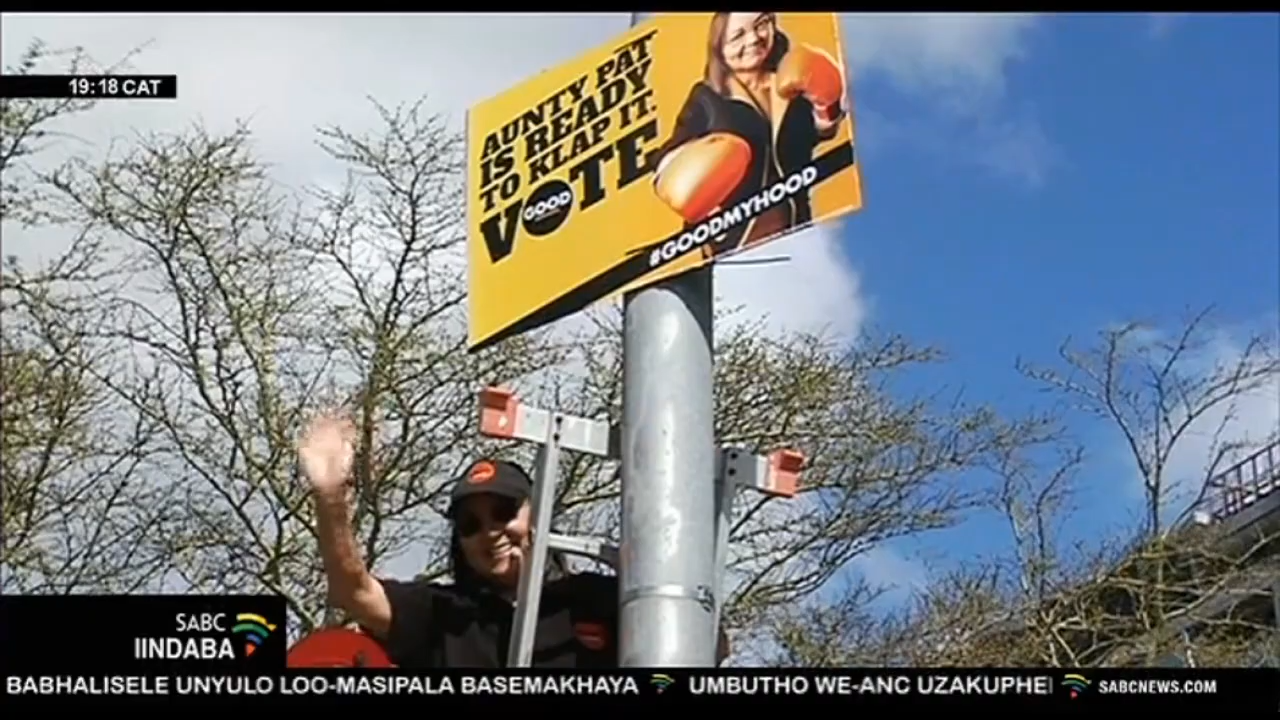 19:18 CAT
AUNTY PAT
IS READY
TO KLAP IT.
VOTE
GOOD
#GOODMYHOOD
SABC
IINDABA
BABHALISELE UNYULO LOO-MASIPALA BASEMAKHAYA UMBUTHO WE-ANC UZAKUPHE SABCNEWS.COM